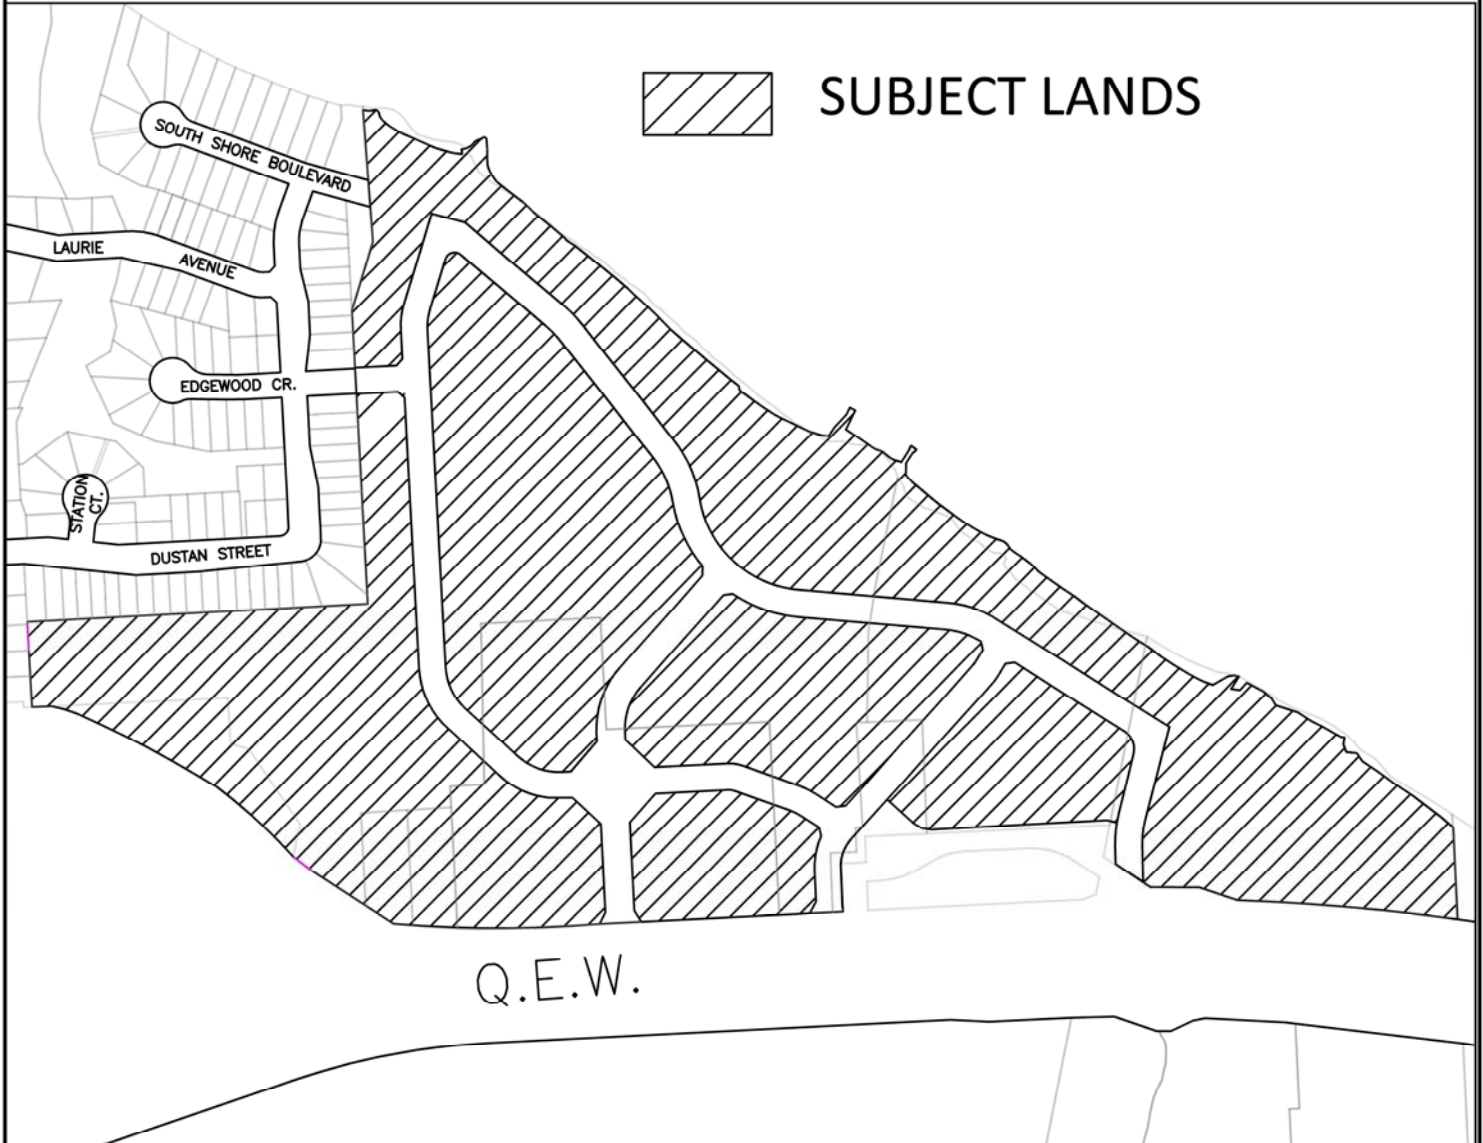 SUBJECT LANDS
SOUTH SHORE BOULEVARD
LAURIE AVENUE
EDGEWOOD CR.
STATION
CT.
DUSTAN STREET
Q.E.W.